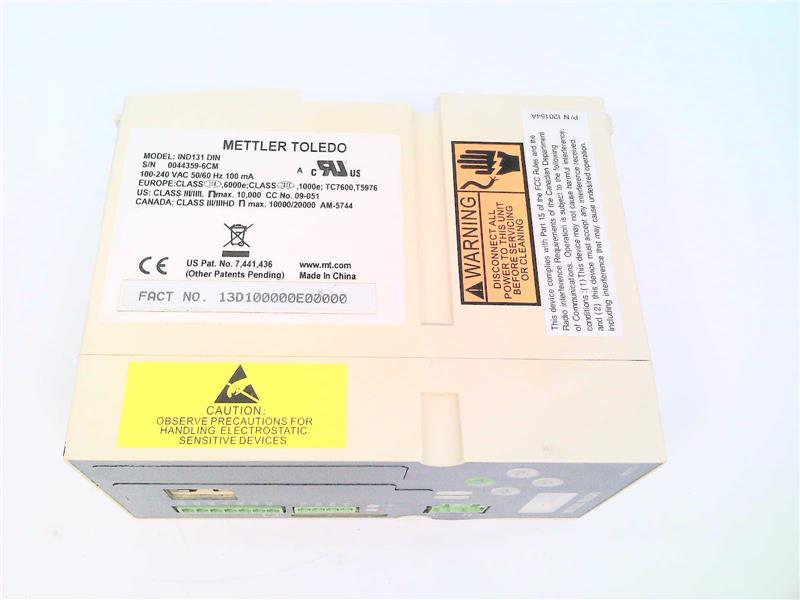 METTLER TOLEDO
MODEL: IND131 DIN
S/N 0044359-6CM
100-240 VAC 50/60 Hz 100 mA
A C US
EUROPE:CLASS III ,6000e;CLASS IIII ,1000e; TC7600,T5976
US: CLASS III/IIIL n max. 10,000 CC No. 09-051
CANADA: CLASS III/IIIHD n max. 10000/20000 AM-5744
CE
US Pat. No. 7,441,436
(Other Patents Pending)
www.mt.com
Made In China
FACT NO. 13D100000E00000
WARNING
DISCONNECT ALL
POWER TO THIS UNIT
BEFORE SERVICING
OR CLEANING
P/N 120154A
This device complies with Part 15 of the FCC Rules and the
Radio interference Requirements of the Canadian Department
of Communications. Operation is subject to the following
conditions :(1) This device may not cause harmful interference,
and (2) this device must accept any interference received,
including interference that may cause undesired operation.
CAUTION:
OBSERVE PRECAUTIONS FOR
HANDLING ELECTROSTATIC
SENSITIVE DEVICES